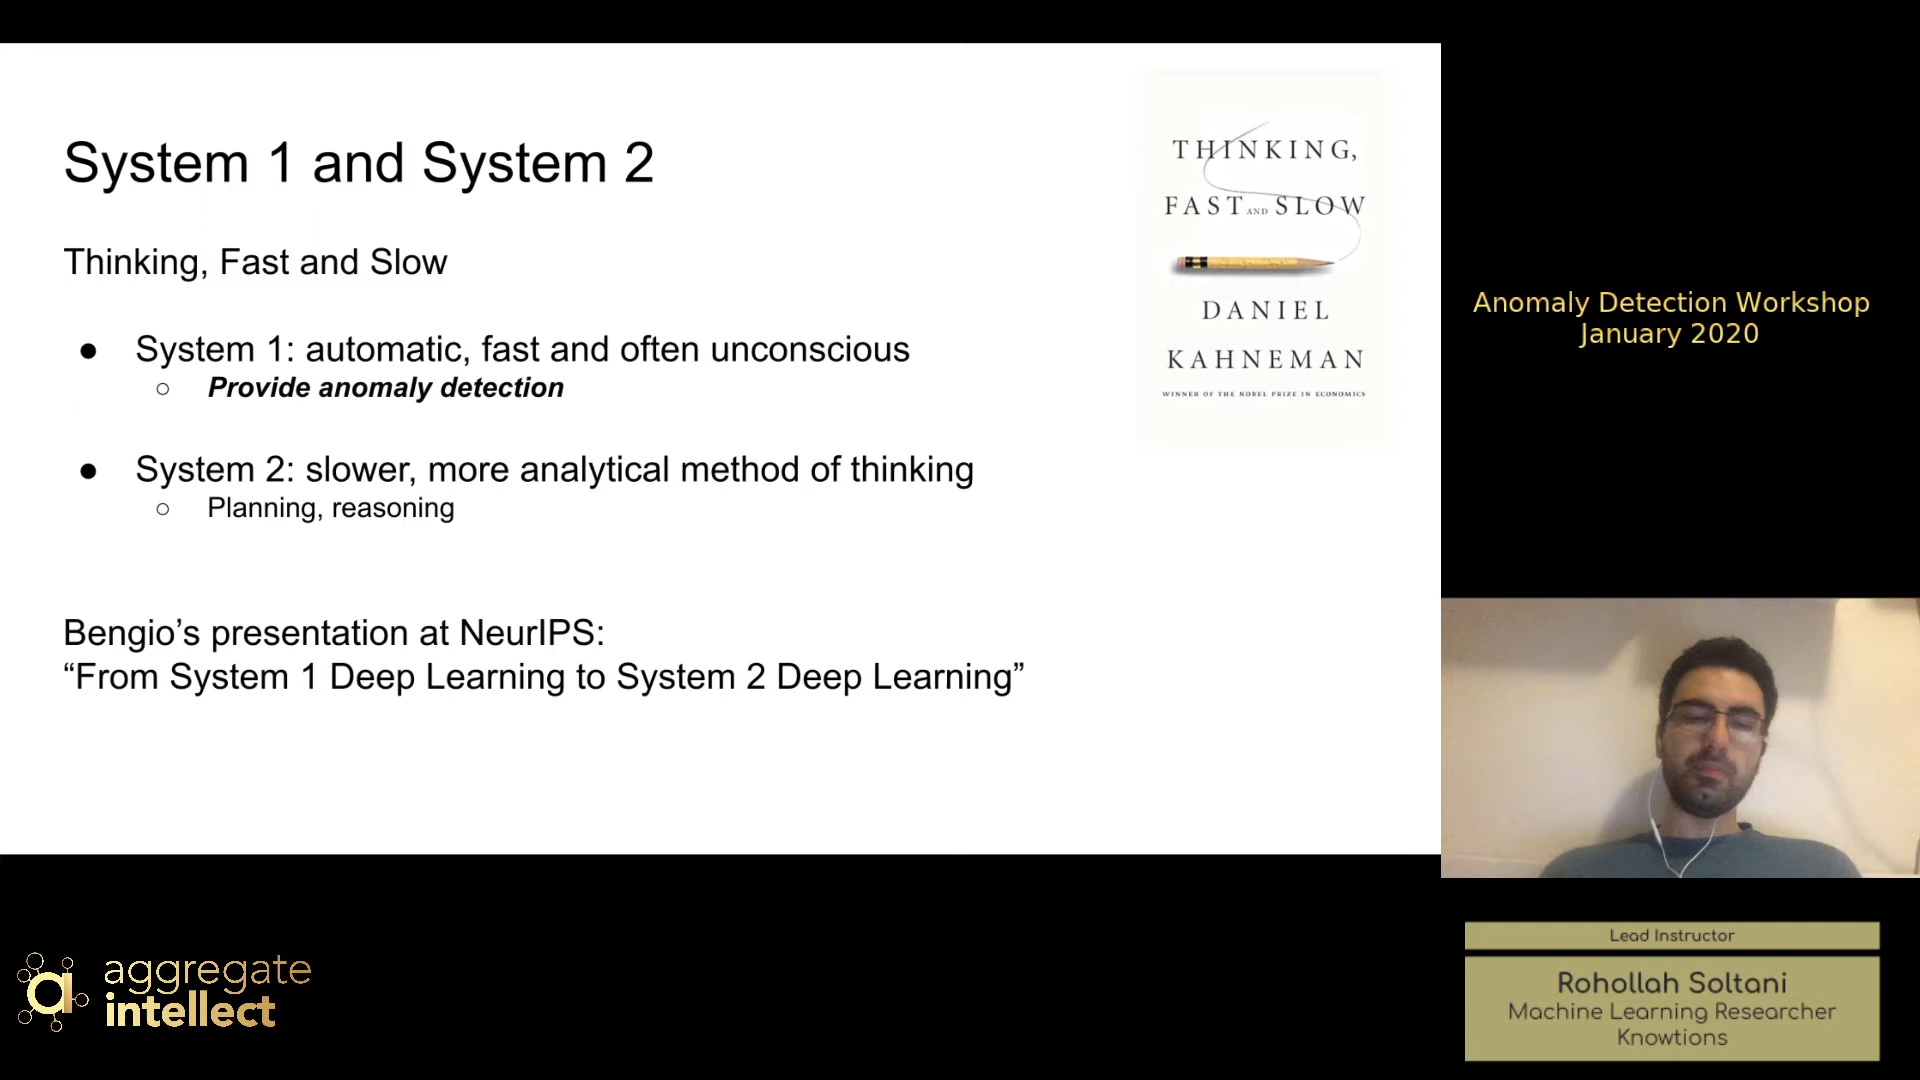 System 1 and System 2
Thinking, Fast and Slow
● System 1: automatic, fast and often unconscious
○ Provide anomaly detection
● System 2: slower, more analytical method of thinking
○ Planning, reasoning
Bengio’s presentation at NeurIPS:
“From System 1 Deep Learning to System 2 Deep Learning”
THINKING,
FAST AND SLOW
DANIEL
KAHNEMAN
WINNER OF THE NOBEL PRIZE IN ECONOMICS
Anomaly Detection Workshop
January 2020
Lead Instructor
Rohollah Soltani
Machine Learning Researcher
Knowtions
aggregate
intellect